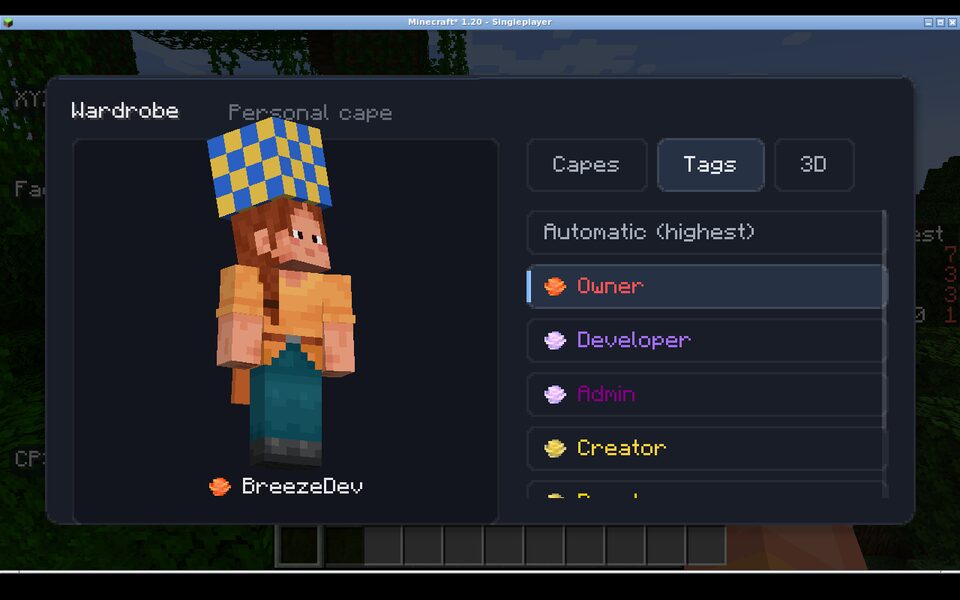 Minecraft* 1.20 - Singleplayer
Wardrobe
Personal cape
Capes
Tags
3D
Automatic (highest)
Owner
Developer
Admin
Creator
BreezeDev